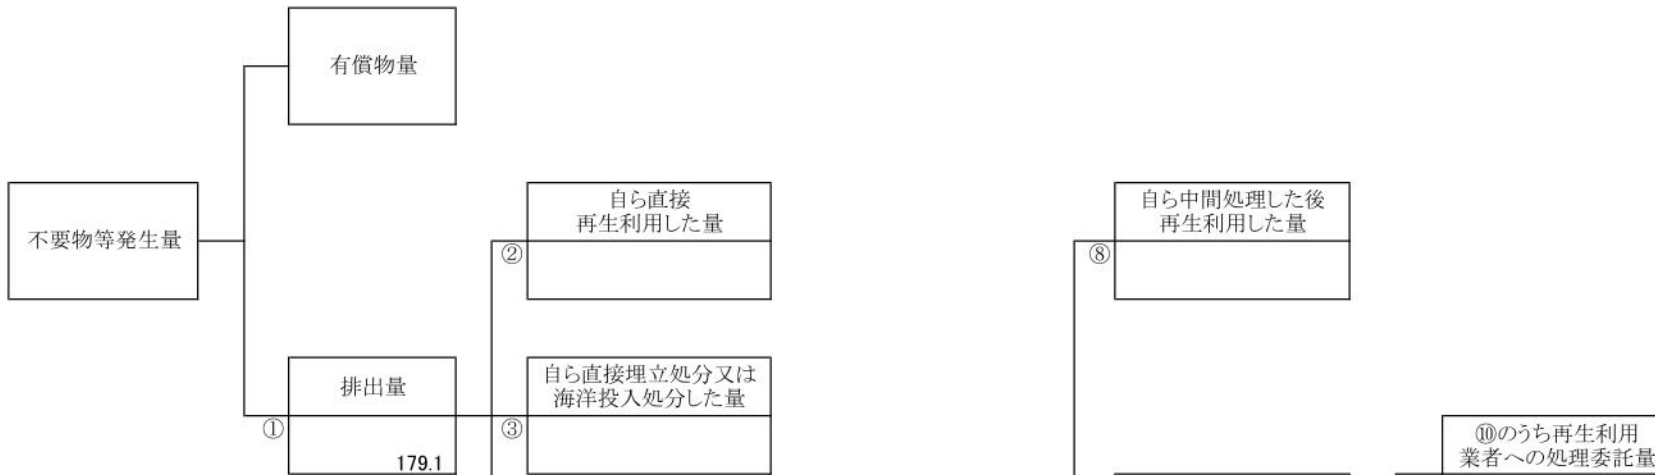 有償物量
不要物等発生量
自ら直接
再生利用した量
②
自ら中間処理した後
再生利用した量
⑧
排出量
①
179.1
自ら直接埋立処分又は
海洋投入処分した量
③
⑩のうち再生利用
業者への処理委託量